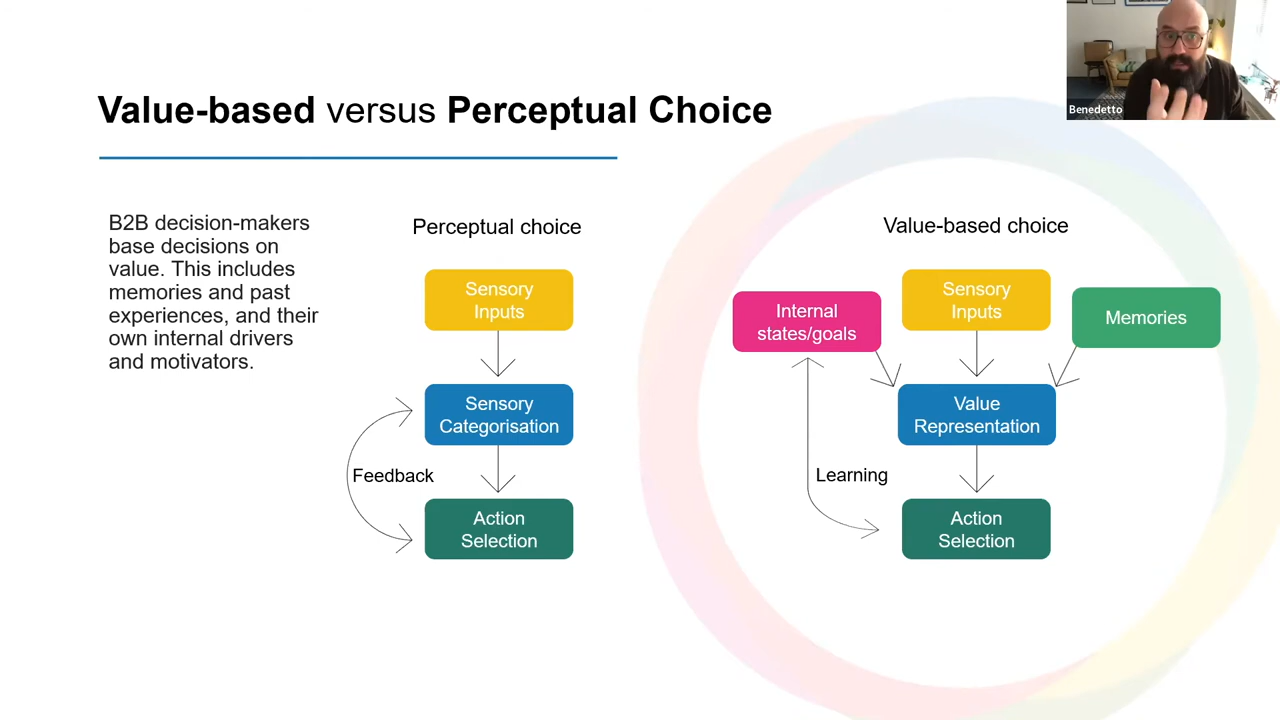 Benedetto
Value-based versus Perceptual Choice
B2B decision-makers
base decisions on
value. This includes
memories and past
experiences, and their
own internal drivers
and motivators.
Perceptual choice
Sensory
Inputs
Sensory
Categorisation
Feedback
Action
Selection
Value-based choice
Internal
states/goals
Sensory
Inputs
Memories
Value
Representation
Learning
Action
Selection